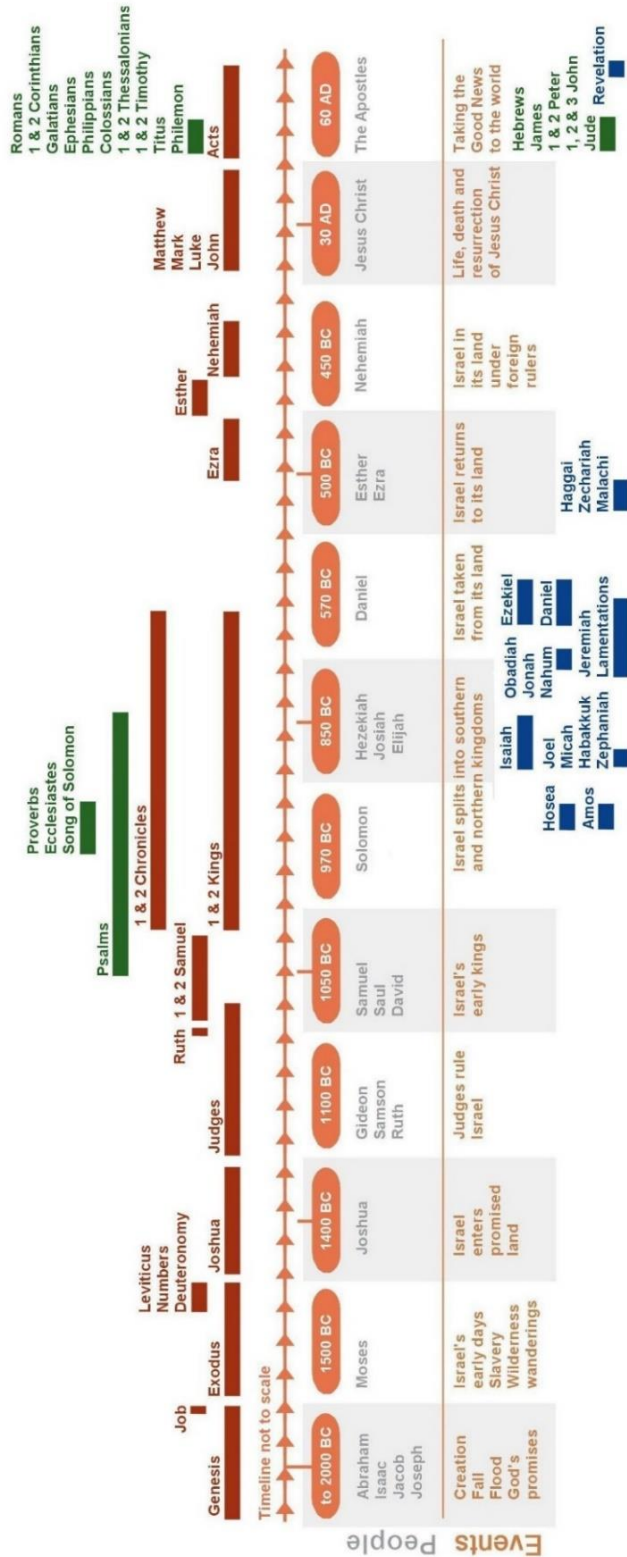 Romans
1 & 2 Corinthians
Galatians
Ephesians
Philippians
Colossians
1 & 2 Thessalonians
1 & 2 Timothy
Titus
Philemon
Proverbs
Ecclesiastes
Song of Solomon
Psalms
1 & 2 Chronicles
Matthew
Mark
Luke
John
Leviticus
Numbers
Deuteronomy
Job
Ruth
1 & 2 Samuel
Esther
Genesis
Exodus
Joshua
Judges
1 & 2 Kings
Ezra
Nehemiah
Acts
Timeline not to scale
to 2000 BC
1500 BC
1400 BC
1100 BC
1050 BC
970 BC
850 BC
570 BC
500 BC
450 BC
30 AD
60 AD
People
Abraham
Isaac
Jacob
Joseph
Moses
Joshua
Gideon
Samson
Ruth
Samuel
Saul
David
Solomon
Hezekiah
Josiah
Elijah
Daniel
Esther
Ezra
Nehemiah
Jesus Christ
The Apostles
Events
Creation
Fall
Flood
God's
promises
Israel's
early days
Slavery
Wilderness
wanderings
Israel
enters
promised
land
Judges rule
Israel
Israel's
early kings
Israel splits into southern
and northern kingdoms
Israel taken
from its land
Israel returns
to its land
Israel in
its land
under
foreign
rulers
Life, death and
resurrection
of Jesus Christ
Taking the
Good News
to the world
Hosea
Amos
Isaiah
Joel
Micah
Habakkuk
Zephaniah
Obadiah
Jonah
Nahum
Jeremiah
Lamentations
Ezekiel
Daniel
Haggai
Zechariah
Malachi
Hebrews
James
1 & 2 Peter
1, 2 & 3 John
Jude
Revelation